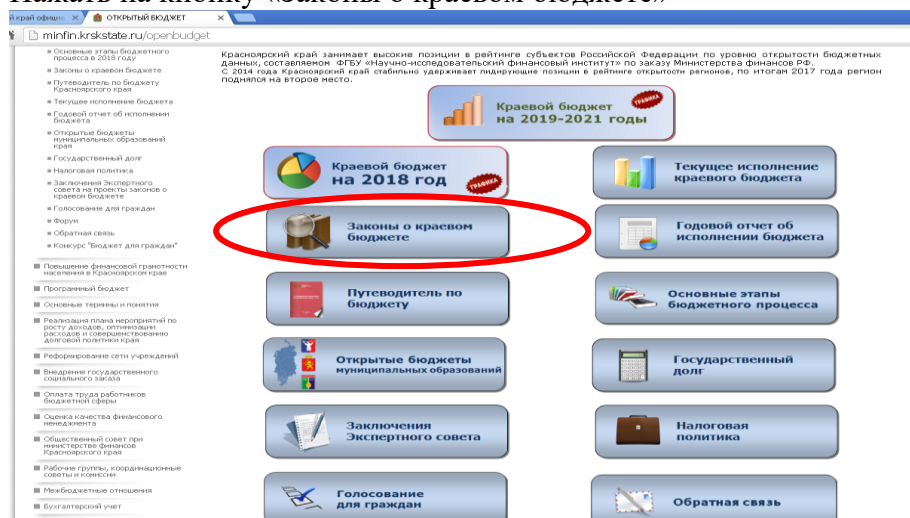 Нажать на кнопку «Законы о краевом бюджете»
й край официа
ОТКРЫТЫЙ БЮДЖЕТ
minfin.krskstate.ru/openbudget
Основные этапы бюджетного
процесса в 2018 году
Законы о краевом бюджете
Путеводитель по бюджету
Красноярского края
Текущее исполнение бюджета
Годовой отчет об исполнении
бюджета
Открытые бюджеты
муниципальных образований
края
Государственный долг
Налоговая политика
Заключения Экспертного
совета на проекты законов о
краевом бюджете
Голосование для граждан
Форум
Обратная связь
Конкурс "Бюджет для граждан"
Повышение финансовой грамотности
населения в Красноярском крае
Программный бюджет
Основные термины и понятия
Реализация плана мероприятий по
росту доходов, оптимизации
расходов и совершенствованию
долговой политики края
Реформирование сети учреждений
Внедрение государственного
социального заказа
Оплата труда работников
бюджетной сферы
Оценка качества финансового
менеджмента
Общественный совет при
министерстве финансов
Красноярского края
Рабочие группы, координационные
советы и комиссии
Межбюджетные отношения
Бухгалтерский учет
Красноярский край занимает высокие позиции в рейтинге субъектов Российской Федерации по уровню открытости бюджетных
данных, составляемом ФГБУ «Научно-исследовательский финансовый институт» по заказу Министерства финансов РФ.
С 2014 года Красноярский край стабильно удерживает лидирующие позиции в рейтинге открытости регионов, по итогам 2017 года регион
поднялся на второе место.
Краевой бюджет
на 2019-2021 годы
ГРАФИКА
Краевой бюджет
на 2018 год
ГРАФИКА
Текущее исполнение
краевого бюджета
Законы о краевом
бюджете
Годовой отчет об
исполнении бюджета
Путеводитель по
бюджету
Основные этапы
бюджетного процесса
Открытые бюджеты
муниципальных образований
Государственный
долг
Заключения
Экспертного совета
Налоговая
политика
Голосование
для граждан
Обратная связь